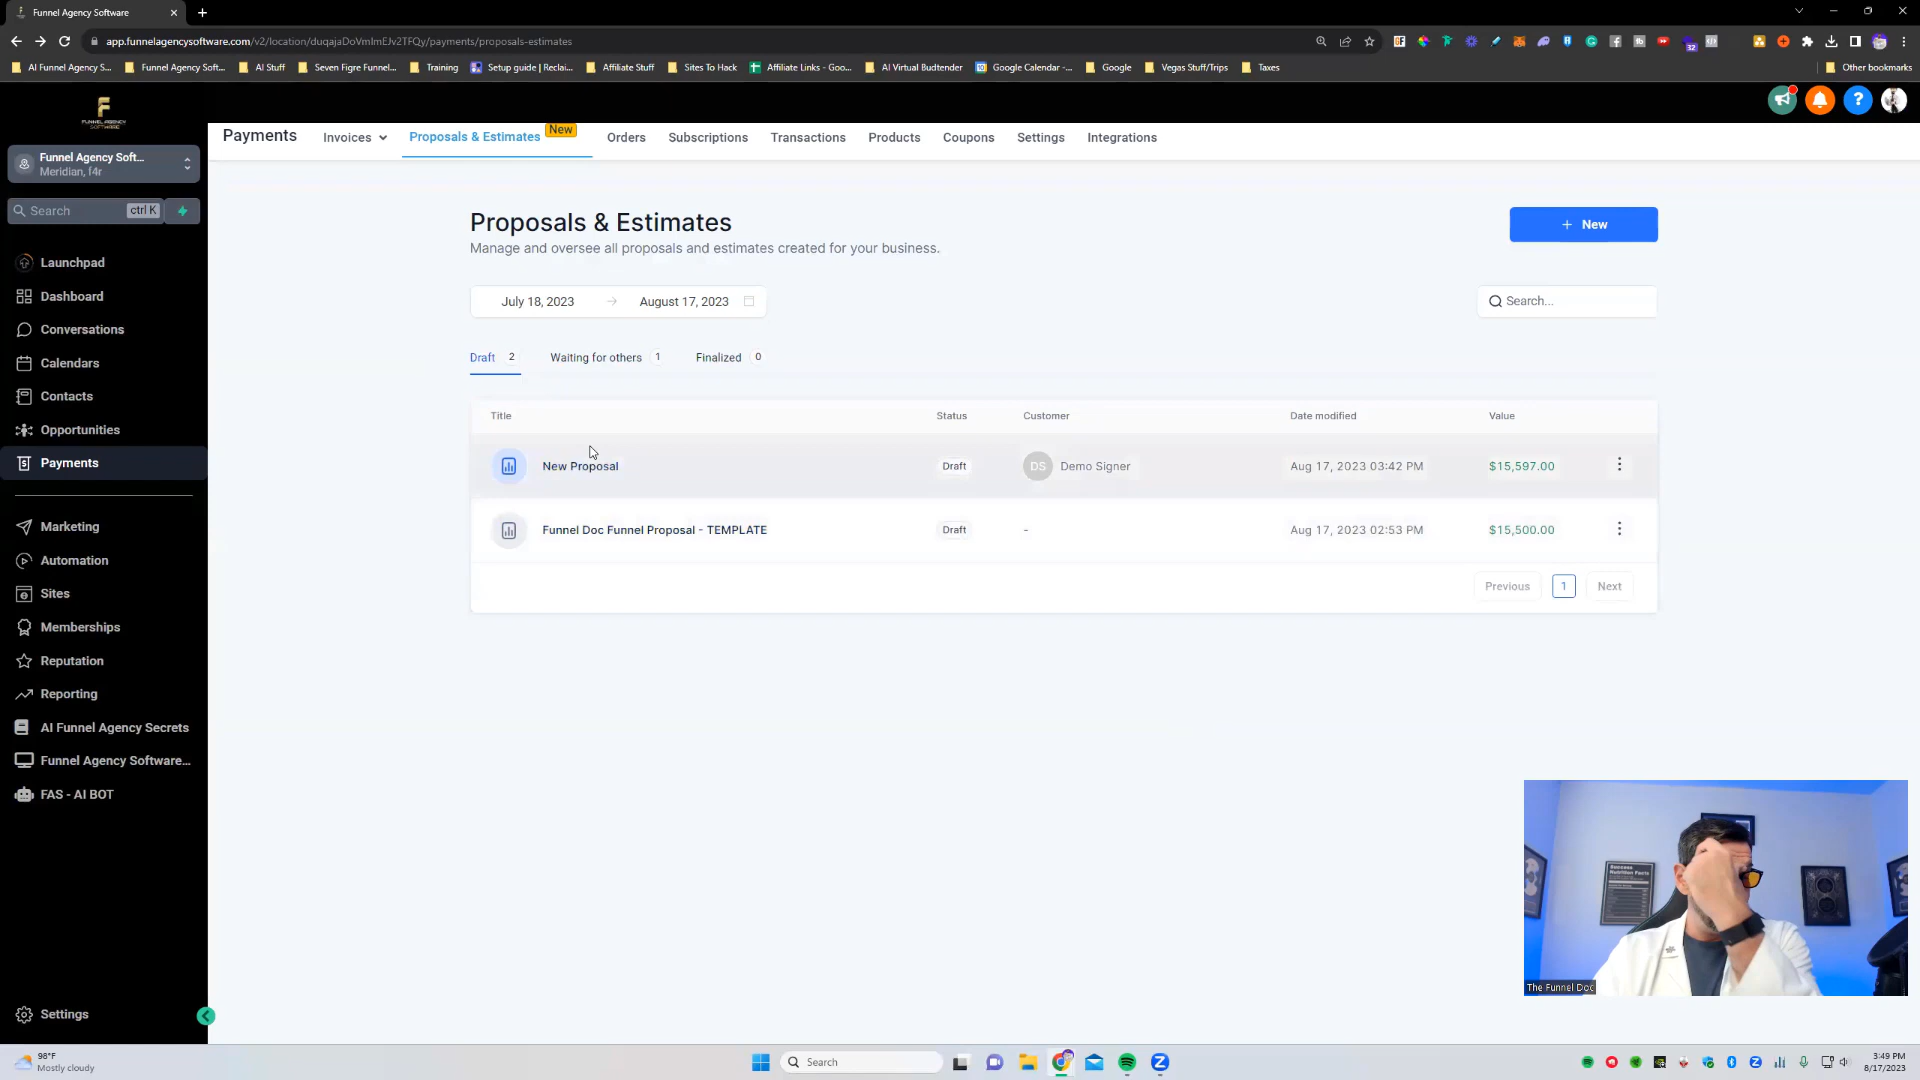 Funnel Agency Software
app.funnelagencysoftware.com/v2/location/duqajaDoVmlmEJv2TFQy/payments/proposals-estimates
32
AI Funnel Agency S...
Funnel Agency Soft...
AI Stuff
Seven Figre Funnel...
Training
Setup guide | Reclai...
Affiliate Stuff
Sites To Hack
Affiliate Links - Goo...
AI Virtual Budtender
Google Calendar -...
Google
Vegas Stuff/Trips
Taxes
Other bookmarks
F
FUNNEL AGENCY
SOFTWARE
Funnel Agency Soft...
Meridian, f4r
Search
ctrl K
Launchpad
Dashboard
Conversations
Calendars
Contacts
Opportunities
Payments
Marketing
Automation
Sites
Memberships
Reputation
Reporting
AI Funnel Agency Secrets
Funnel Agency Software...
FAS - AI BOT
Settings
Payments
Invoices
Proposals & Estimates
New
Orders
Subscriptions
Transactions
Products
Coupons
Settings
Integrations
Proposals & Estimates
Manage and oversee all proposals and estimates created for your business.
+ New
July 18, 2023 → August 17, 2023
Search...
Draft 2
Waiting for others 1
Finalized 0
Title
Status
Customer
Date modified
Value
New Proposal
Draft
DS
Demo Signer
Aug 17, 2023 03:42 PM
$15,597.00
Funnel Doc Funnel Proposal - TEMPLATE
Draft
-
Aug 17, 2023 02:53 PM
$15,500.00
Previous
1
Next
Success
Nutrition Facts
The Funnel Doc
98°F
Mostly cloudy
Search
3:49 PM
8/17/2023